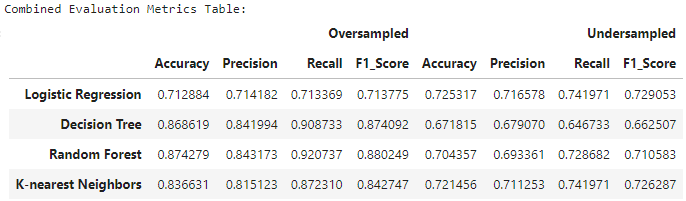 Combined Evaluation Metrics Table:
Oversampled Undersampled
Accuracy Precision Recall F1_Score Accuracy Precision Recall F1_Score
Logistic Regression 0.712884 0.714182 0.713369 0.713775 0.725317 0.716578 0.741971 0.729053
Decision Tree 0.868619 0.841994 0.908733 0.874092 0.671815 0.679070 0.646733 0.662507
Random Forest 0.874279 0.843173 0.920737 0.880249 0.704357 0.693361 0.728682 0.710583
K-nearest Neighbors 0.836631 0.815123 0.872310 0.842747 0.721456 0.711253 0.741971 0.726287